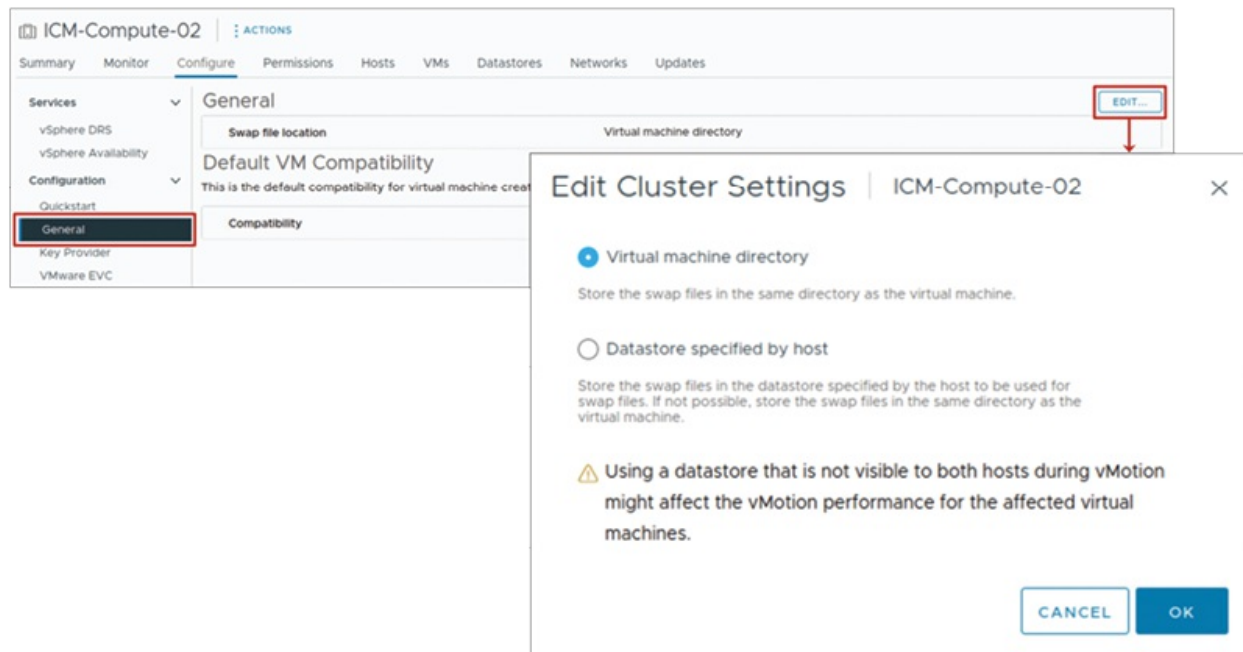 ICM-Compute-02 ACTIONS
Summary Monitor Configure Permissions Hosts VMs Datastores Networks Updates
Services
vSphere DRS
vSphere Availability
Configuration
Quickstart
General
Key Provider
VMware EVC
General
EDIT...
Swap file location Virtual machine directory
Default VM Compatibility
This is the default compatibility for virtual machine creat
Compatibility
Edit Cluster Settings ICM-Compute-02
Virtual machine directory
Store the swap files in the same directory as the virtual machine.
Datastore specified by host
Store the swap files in the datastore specified by the host to be used for
swap files. If not possible, store the swap files in the same directory as the
virtual machine.
Using a datastore that is not visible to both hosts during vMotion
might affect the vMotion performance for the affected virtual
machines.
CANCEL OK